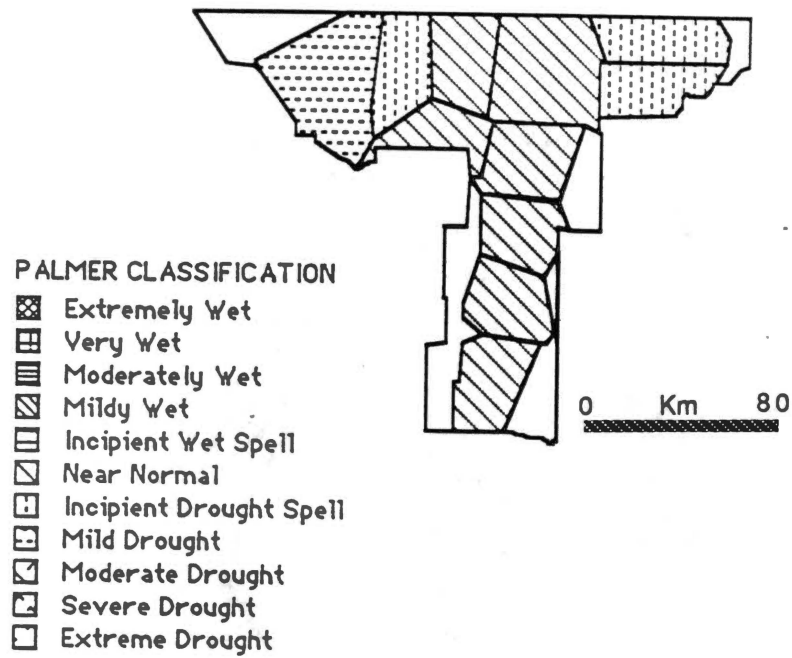 PALMER CLASSIFICATION
Extremely Wet
Very Wet
Moderately Wet
Mildy Wet
Incipient Wet Spell
Near Normal
Incipient Drought Spell
Mild Drought
Moderate Drought
Severe Drought
Extreme Drought
0 Km 80